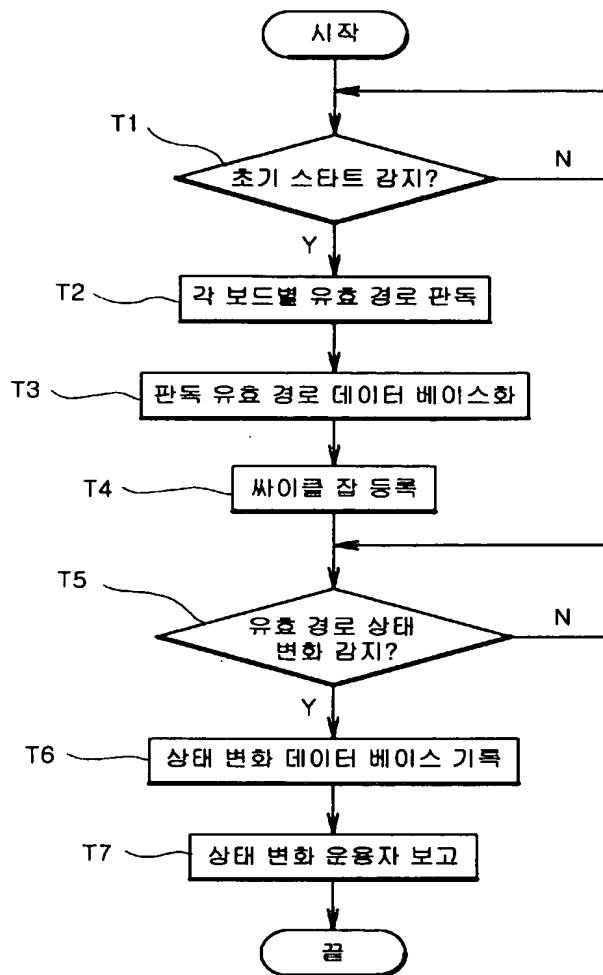 시작
T1
초기 스타트 감지?
N
Y
T2
각 보드별 유효 경로 판독
T3
판독 유효 경로 데이터 베이스화
T4
싸이클 잡 등록
T5
유효 경로 상태
변화 감지?
N
Y
T6
상태 변화 데이터 베이스 기록
T7
상태 변화 운용자 보고
끝